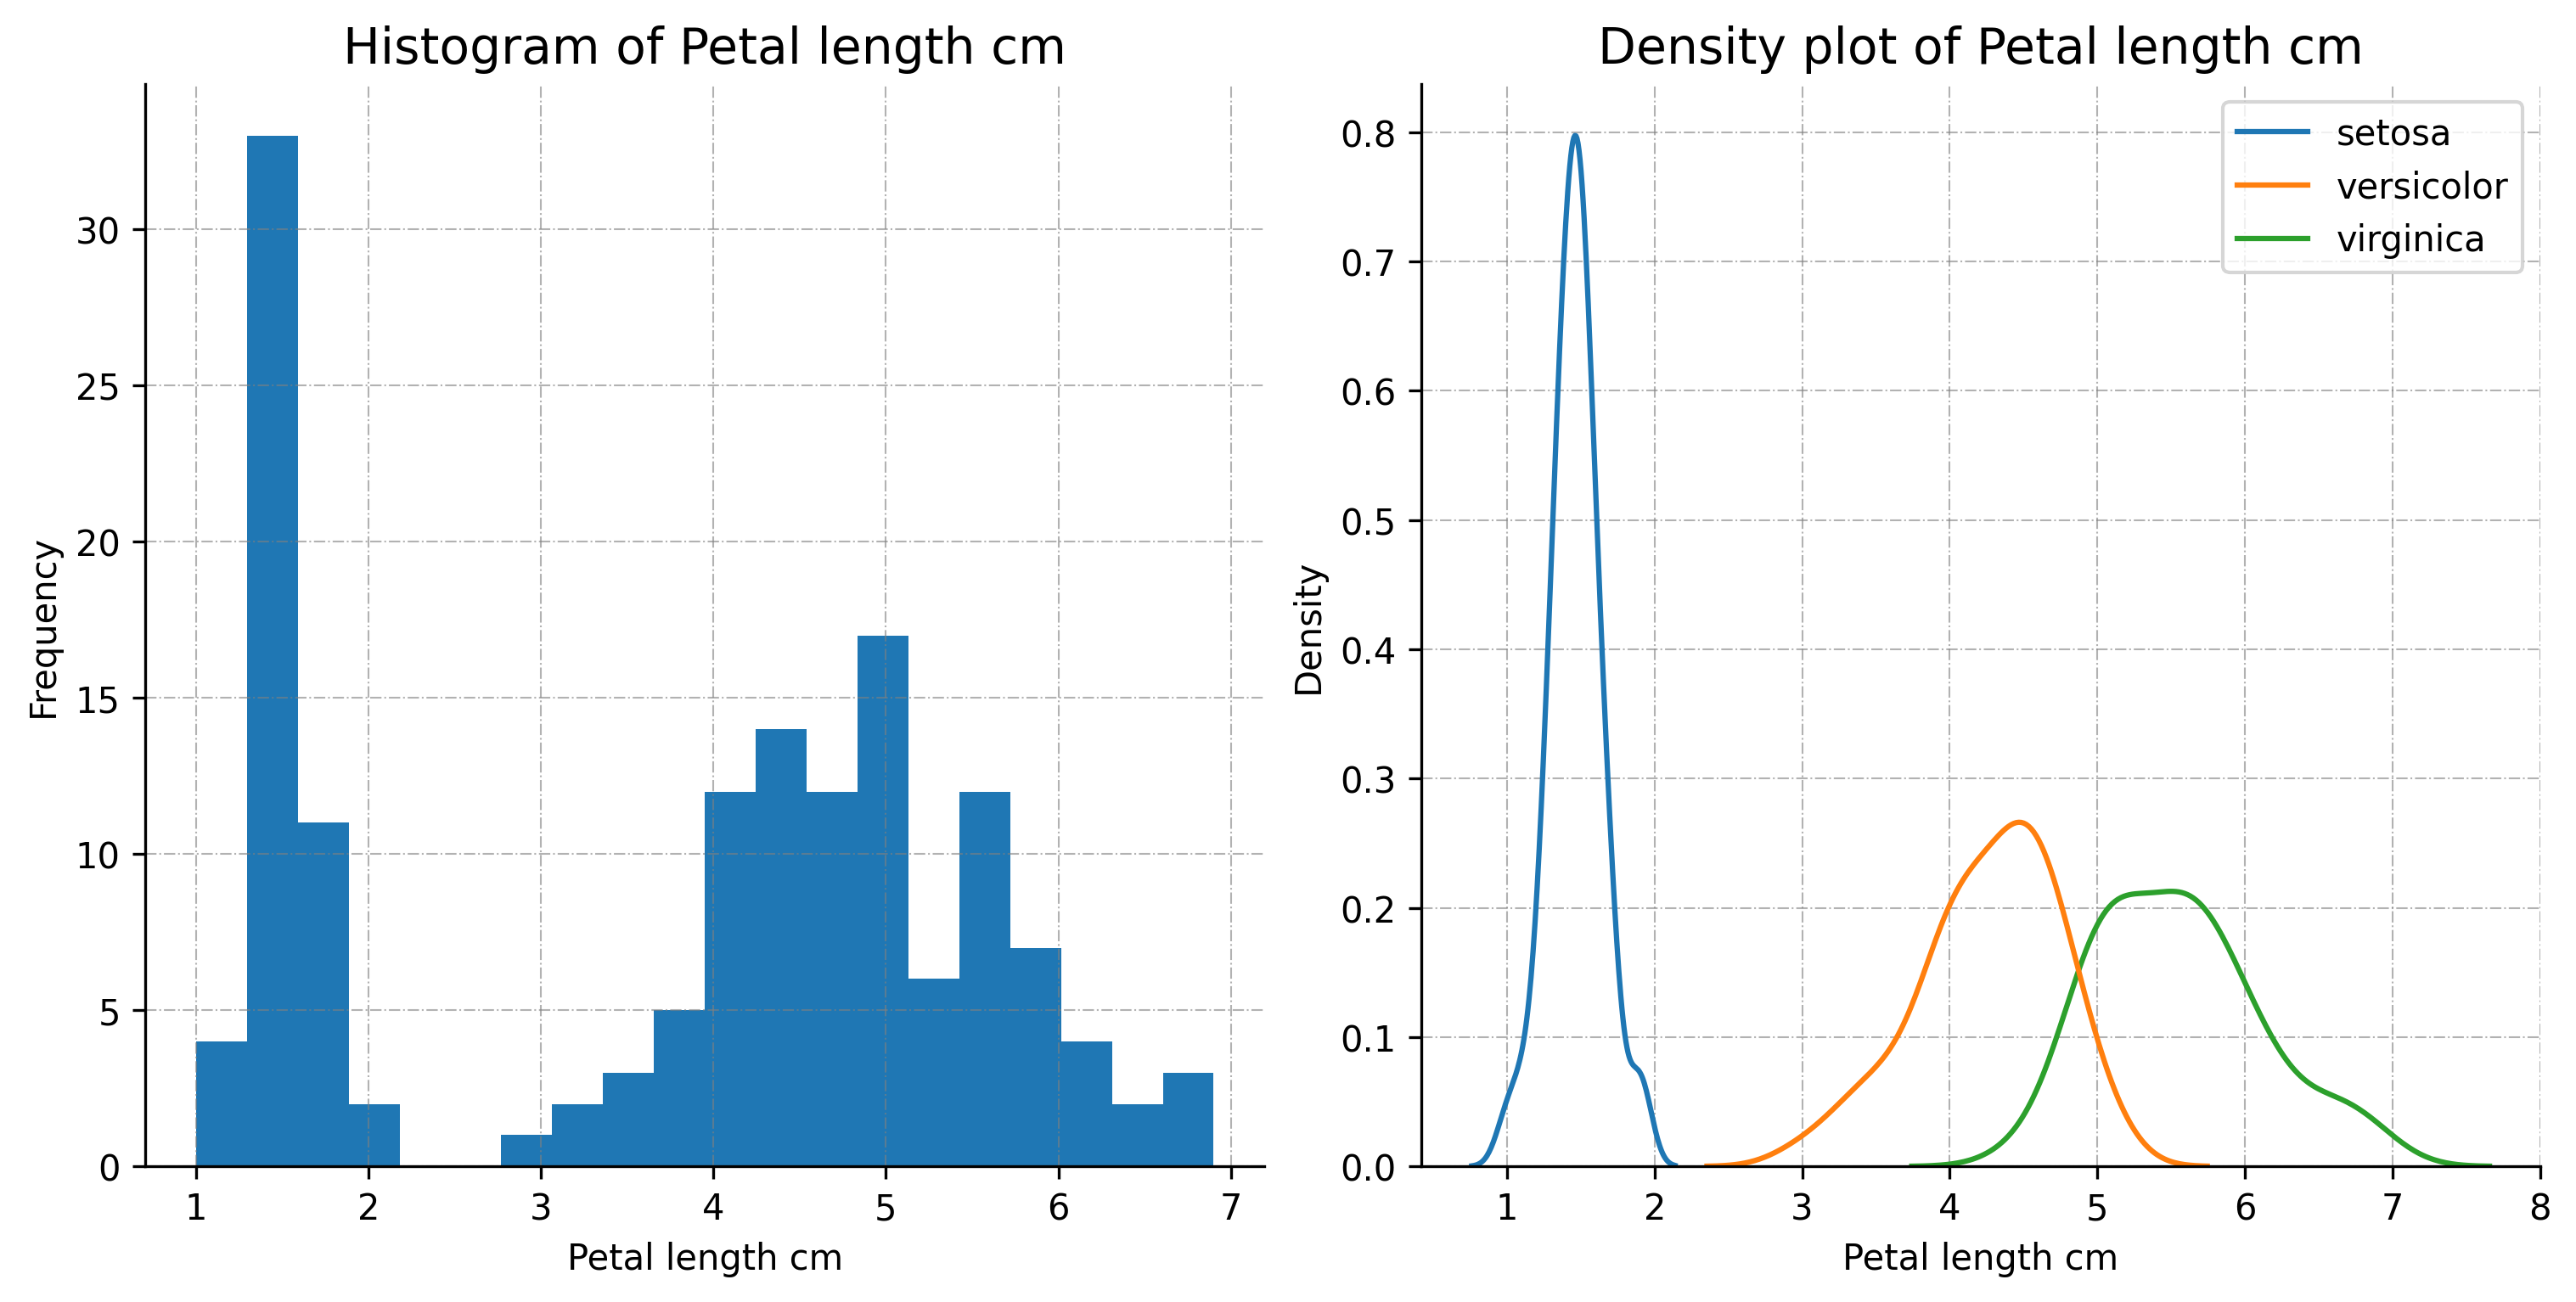 Histogram of Petal length cm
Frequency
30
25
20
15
10
5
0
1 2 3 4 5 6 7
Petal length cm
Density plot of Petal length cm
Density
0.8
0.7
0.6
0.5
0.4
0.3
0.2
0.1
0.0
1 2 3 4 5 6 7 8
Petal length cm
setosa
versicolor
virginica